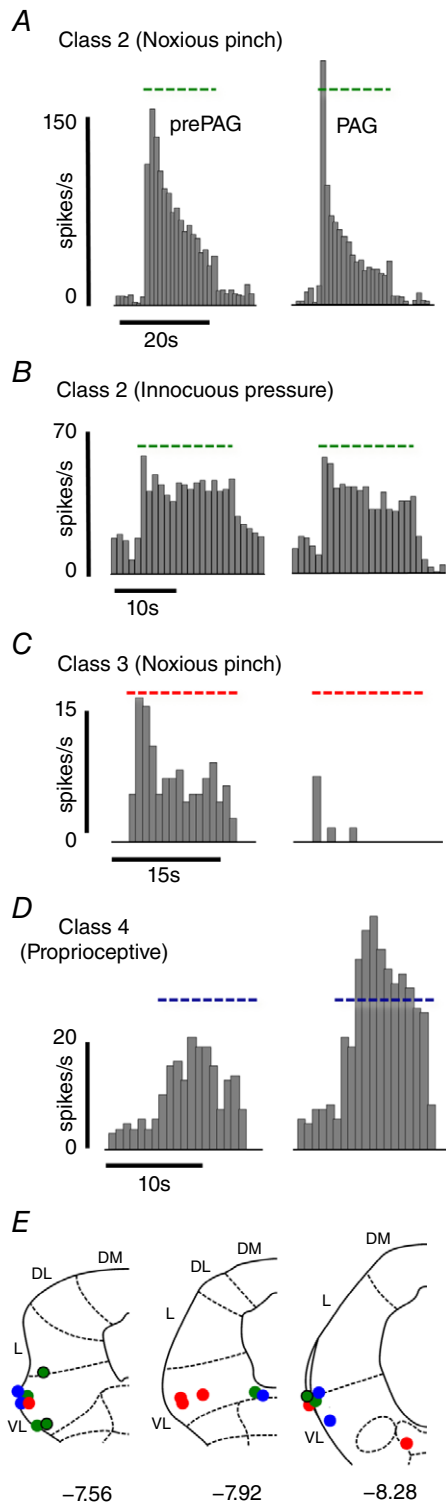 A
Class 2 (Noxious pinch)
prePAG
PAG
150
spikes/s
0
20s
B
Class 2 (Innocuous pressure)
70
spikes/s
0
10s
C
Class 3 (Noxious pinch)
15
spikes/s
0
15s
D
Class 4
(Proprioceptive)
20
spikes/s
0
10s
E
DM
DL
L
VL
DM
DL
L
VL
DM
L
VL
−7.56
−7.92
−8.28